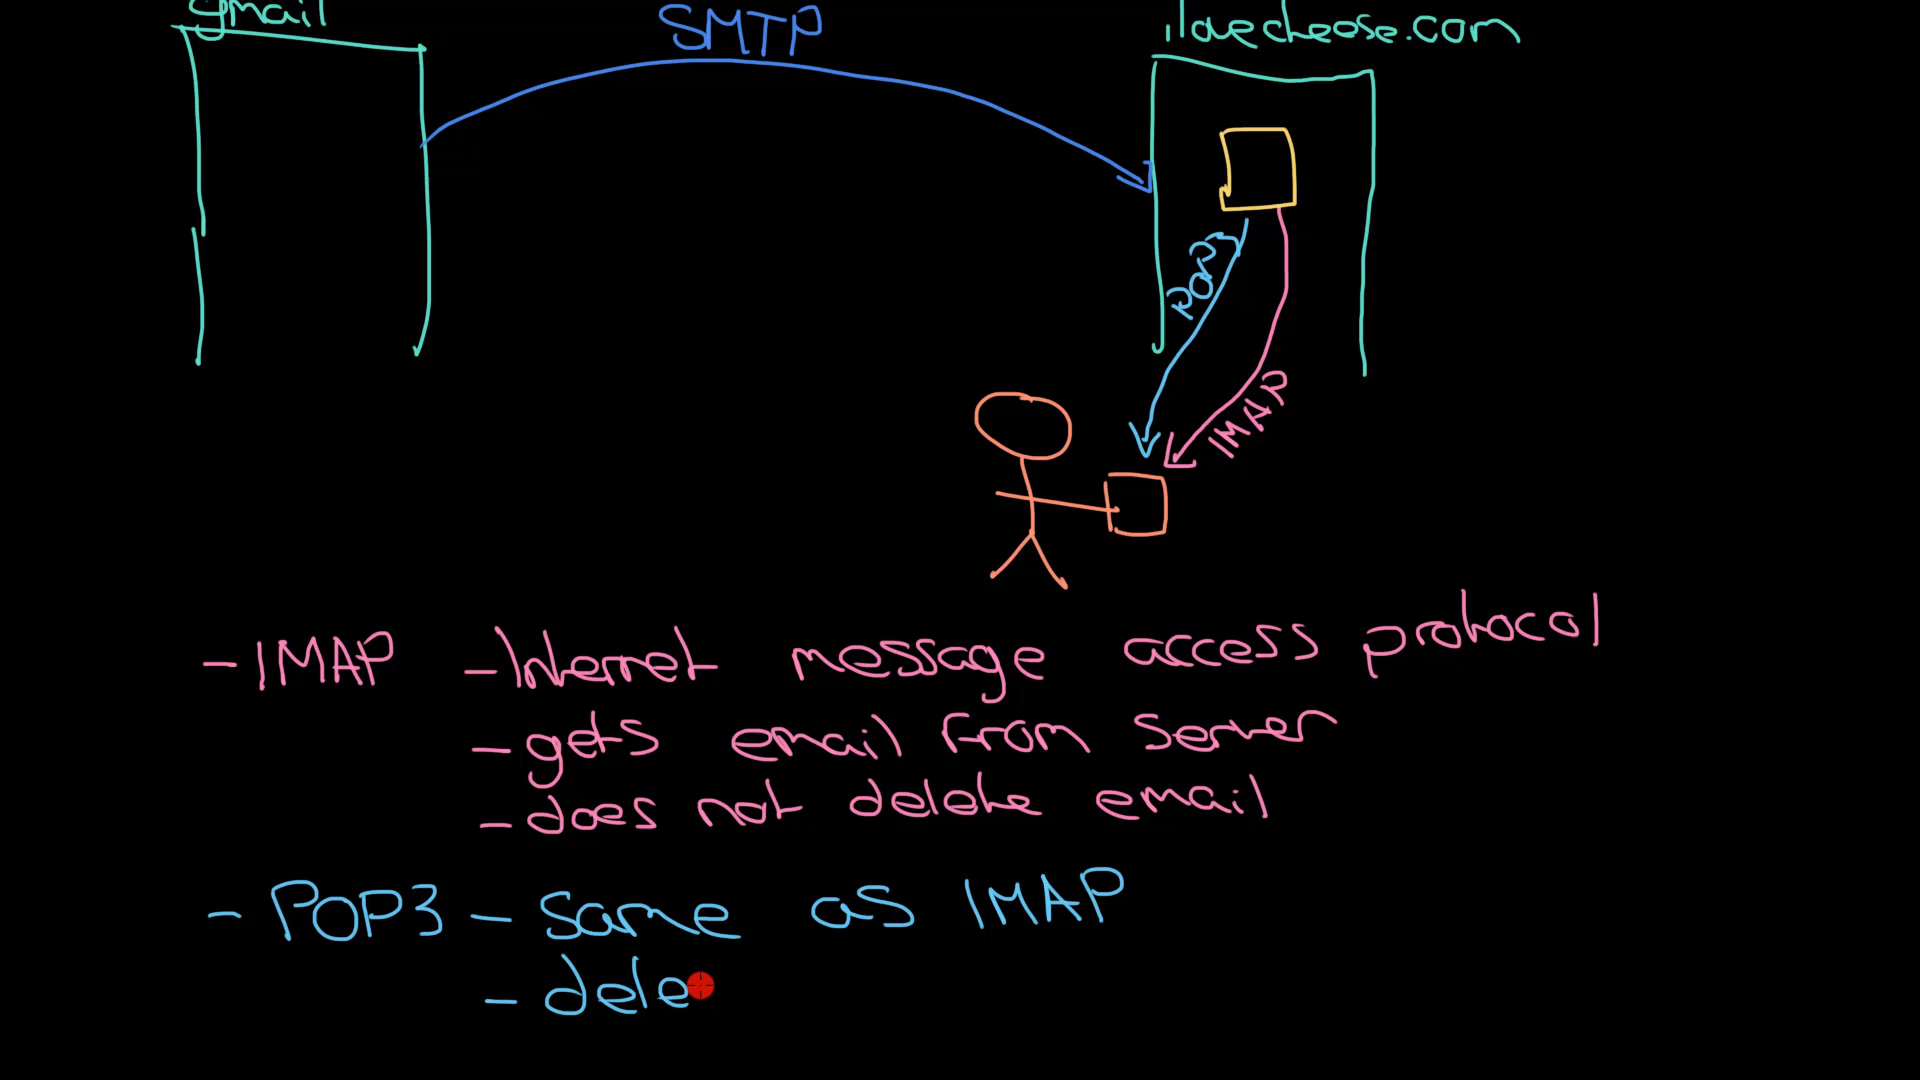 gmail
SMTP
ilovecheese.com
POP3
IMAP
- IMAP - Internet message access protocol
- gets email from server
- does not delete email
- POP3 - same as IMAP
- dele